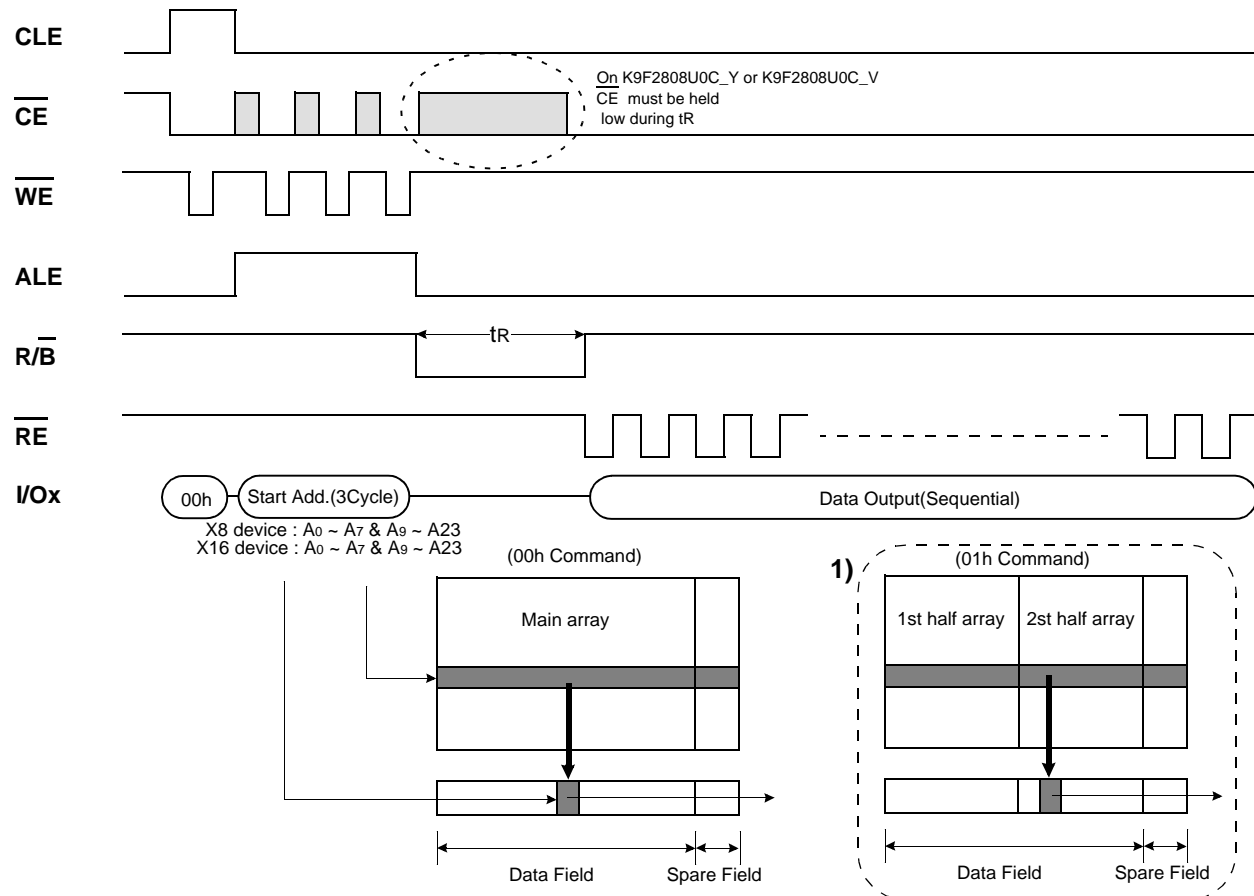 CLE
On K9F2808U0C_Y or K9F2808U0C_V
CE must be held
low during tR
CE
WE
ALE
tR
R/B
RE
I/Ox
00h
Start Add.(3Cycle)
Data Output(Sequential)
X8 device : A0 ~ A7 & A9 ~ A23
X16 device : A0 ~ A7 & A9 ~ A23
(00h Command)
Main array
Data Field
Spare Field
1)
(01h Command)
1st half array
2st half array
Data Field
Spare Field